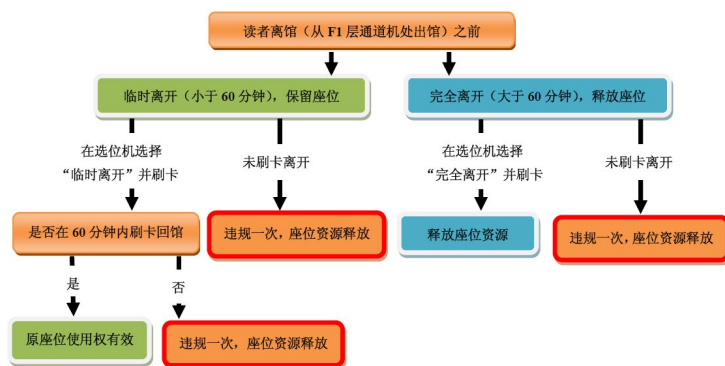 读者离馆（从 F1 层通道机处出馆）之前
临时离开（小于 60 分钟），保留座位
完全离开（大于 60 分钟），释放座位
在选位机选择
“临时离开”并刷卡
未刷卡离开
在选位机选择
“完全离开”并刷卡
未刷卡离开
是否在 60 分钟内刷卡回馆
违规一次，座位资源释放
释放座位资源
违规一次，座位资源释放
是
否
原座位使用权有效
违规一次，座位资源释放